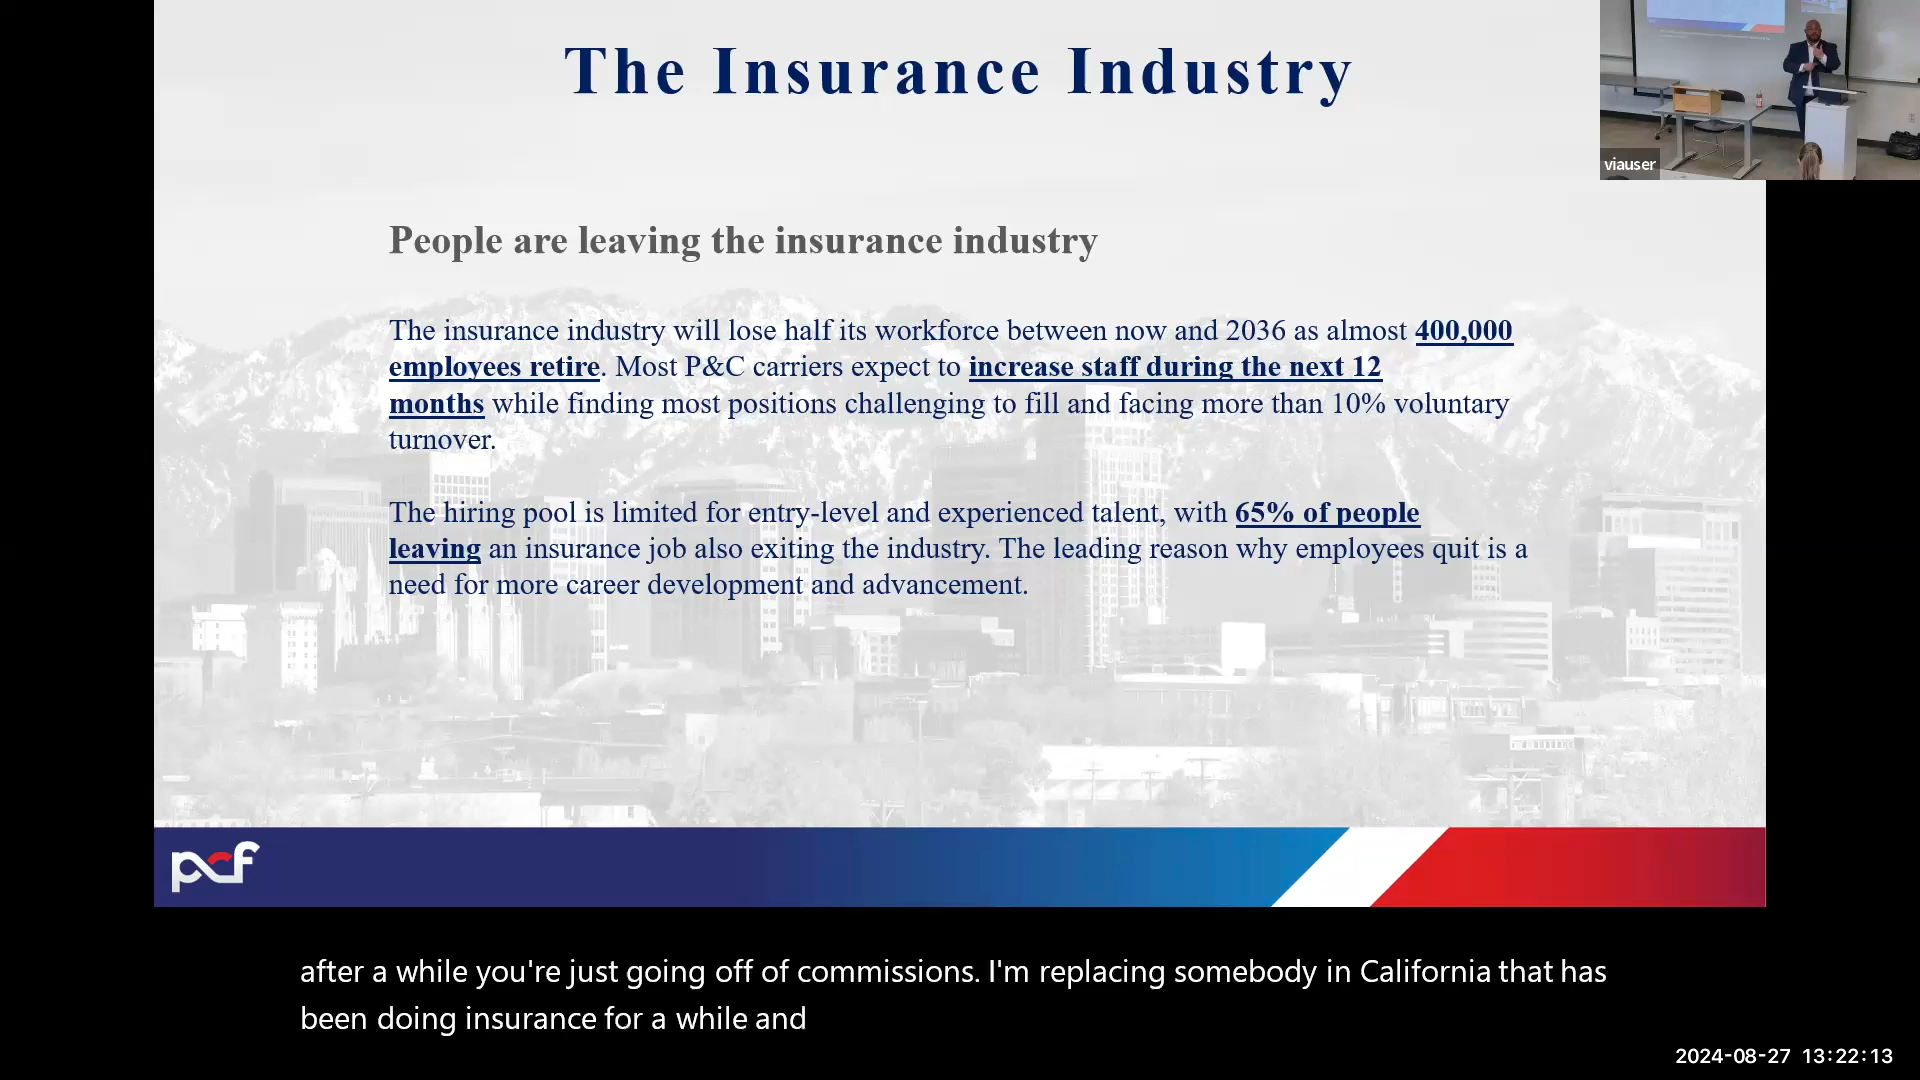 The Insurance Industry
viauser
People are leaving the insurance industry
The insurance industry will lose half its workforce between now and 2036 as almost 400,000
employees retire. Most P&C carriers expect to increase staff during the next 12
months while finding most positions challenging to fill and facing more than 10% voluntary
turnover.
The hiring pool is limited for entry-level and experienced talent, with 65% of people
leaving an insurance job also exiting the industry. The leading reason why employees quit is a
need for more career development and advancement.
pcf
after a while you're just going off of commissions. I'm replacing somebody in California that has
been doing insurance for a while and
2024-08-27 13:22:13